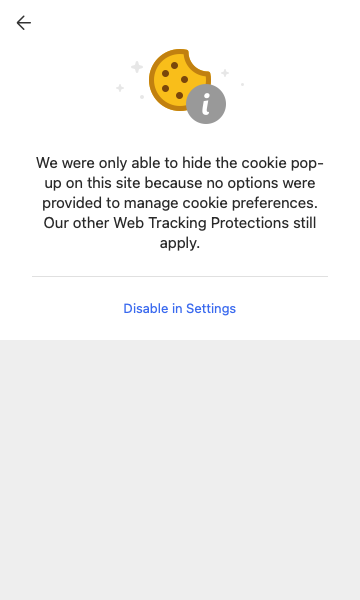 We were only able to hide the cookie pop-
up on this site because no options were
provided to manage cookie preferences.
Our other Web Tracking Protections still
apply.
Disable in Settings